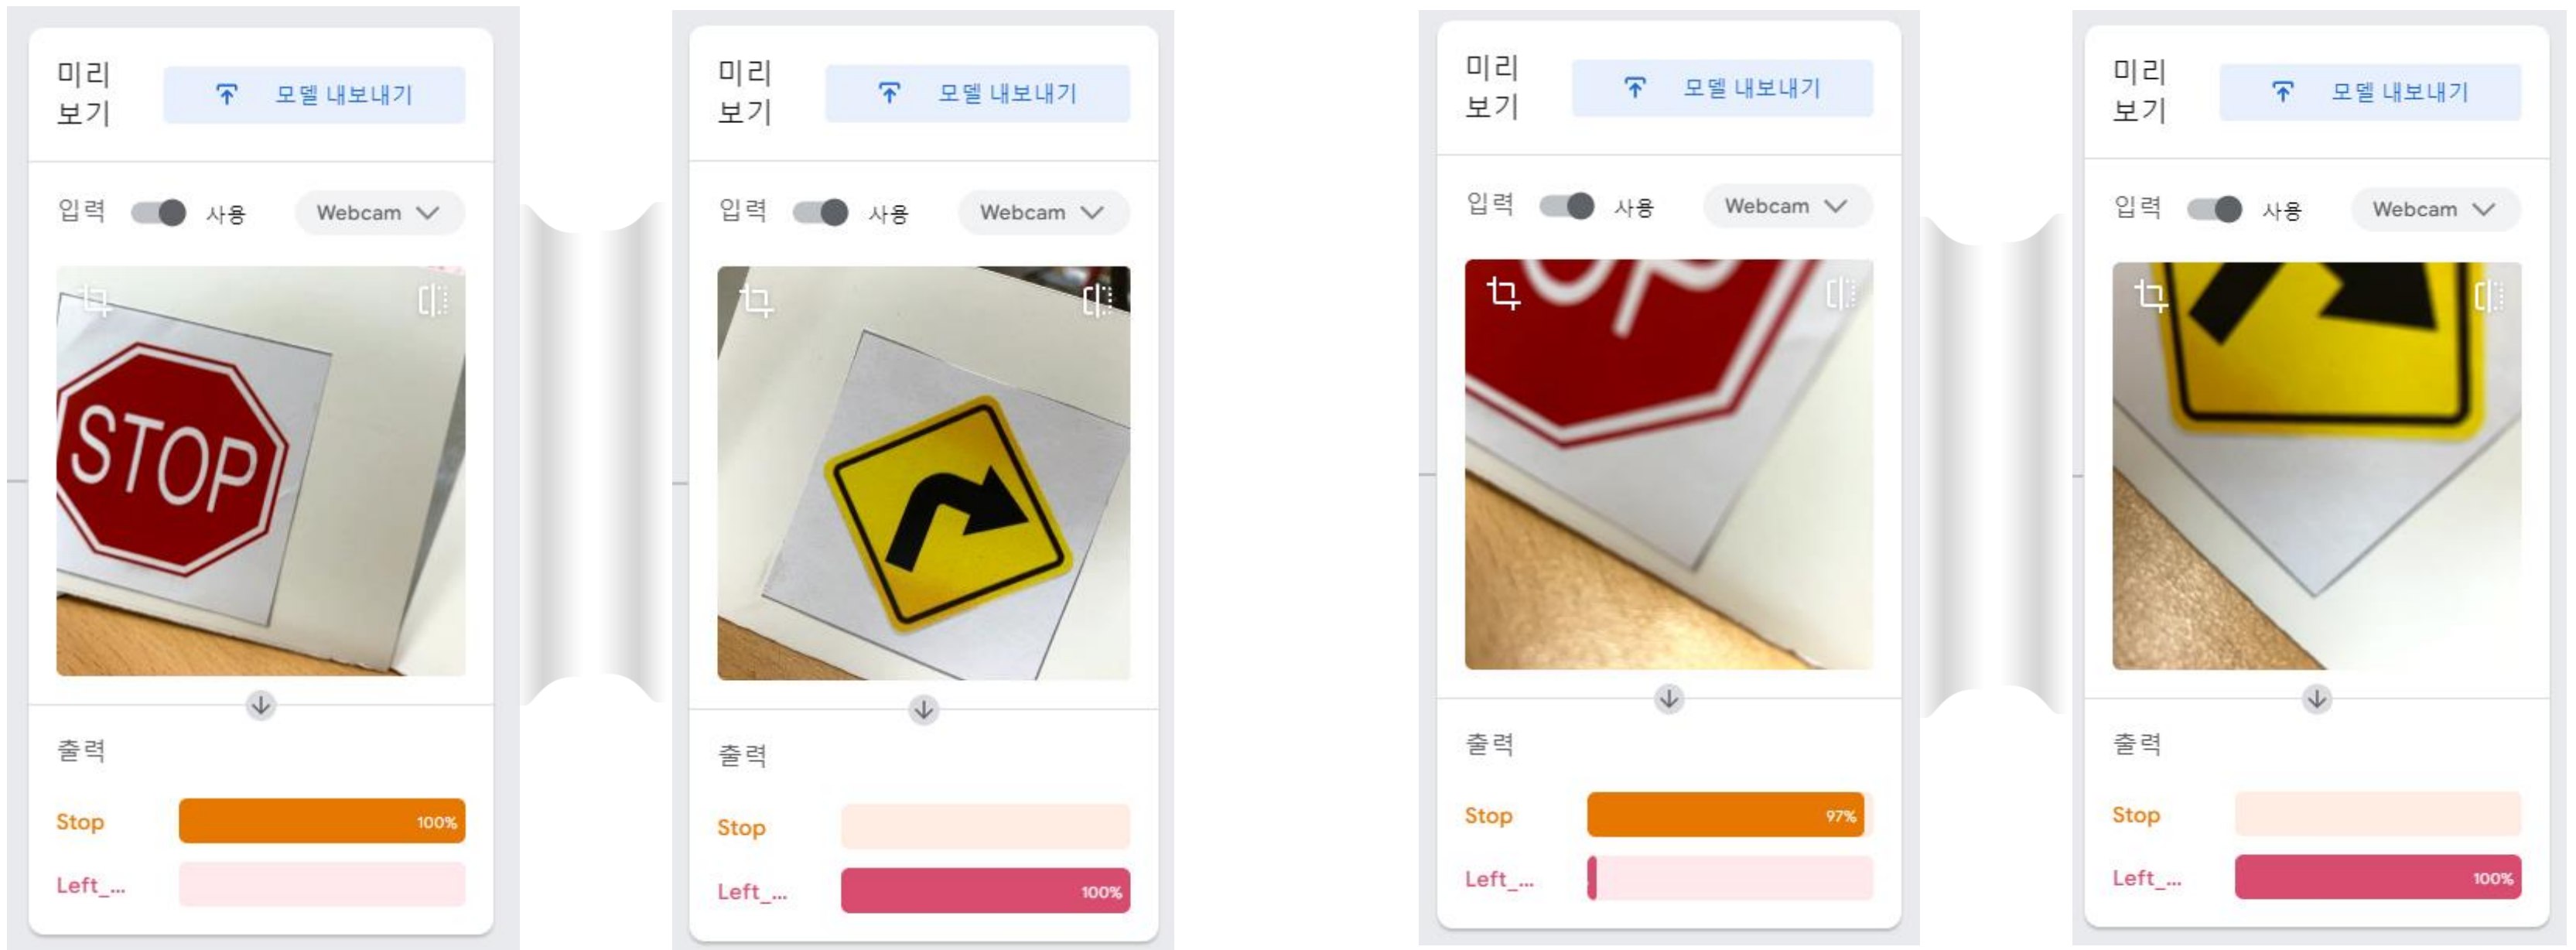 미리
보기
모델 내보내기
입력
사용
Webcam
STOP
출력
Stop
100%
Left_...
미리
보기
모델 내보내기
입력
사용
Webcam
출력
Stop
Left_...
100%
미리
보기
모델 내보내기
입력
사용
Webcam
OP
출력
Stop
97%
Left_...
미리
보기
모델 내보내기
입력
사용
Webcam
출력
Stop
Left_...
100%